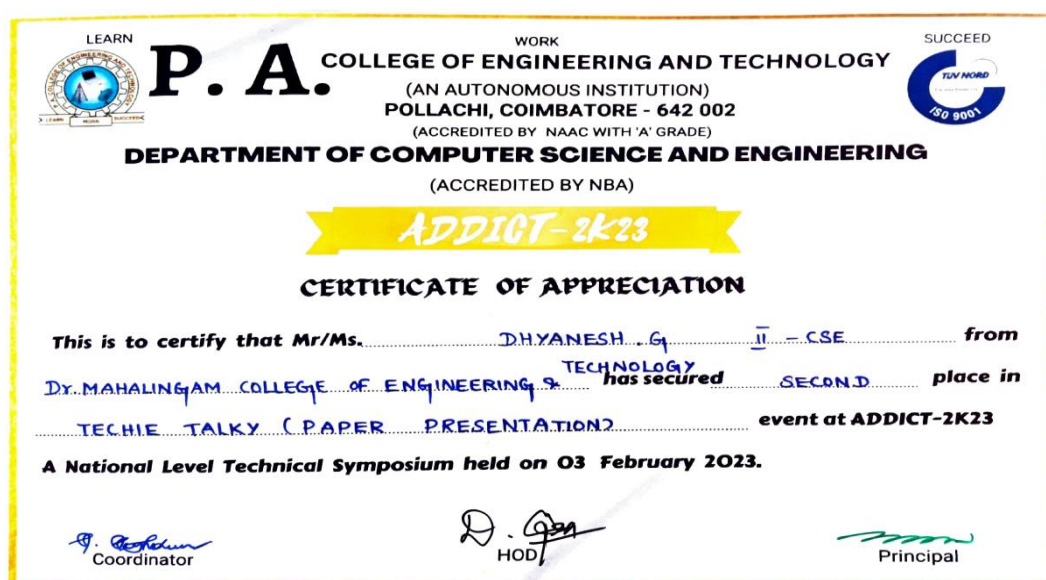 LEARN
WORK
SUCCEED
P. A. COLLEGE OF ENGINEERING AND TECHNOLOGY
(AN AUTONOMOUS INSTITUTION)
POLLACHI, COIMBATORE - 642 002
(ACCREDITED BY NAAC WITH 'A' GRADE)
TUV NORD
ISO 9001
LEARN WORK SUCCEED
DEPARTMENT OF COMPUTER SCIENCE AND ENGINEERING
(ACCREDITED BY NBA)
ADDICT-2K23
CERTIFICATE OF APPRECIATION
This is to certify that Mr/Ms. DHYANESH . G II - CSE from
Dr. MAHALINGAM COLLEGE OF ENGINEERING & TECHNOLOGY has secured SECOND place in
TECHIE TALKY (PAPER PRESENTATION) event at ADDICT-2K23
A National Level Technical Symposium held on 03 February 2023.
Coordinator
HOD
Principal